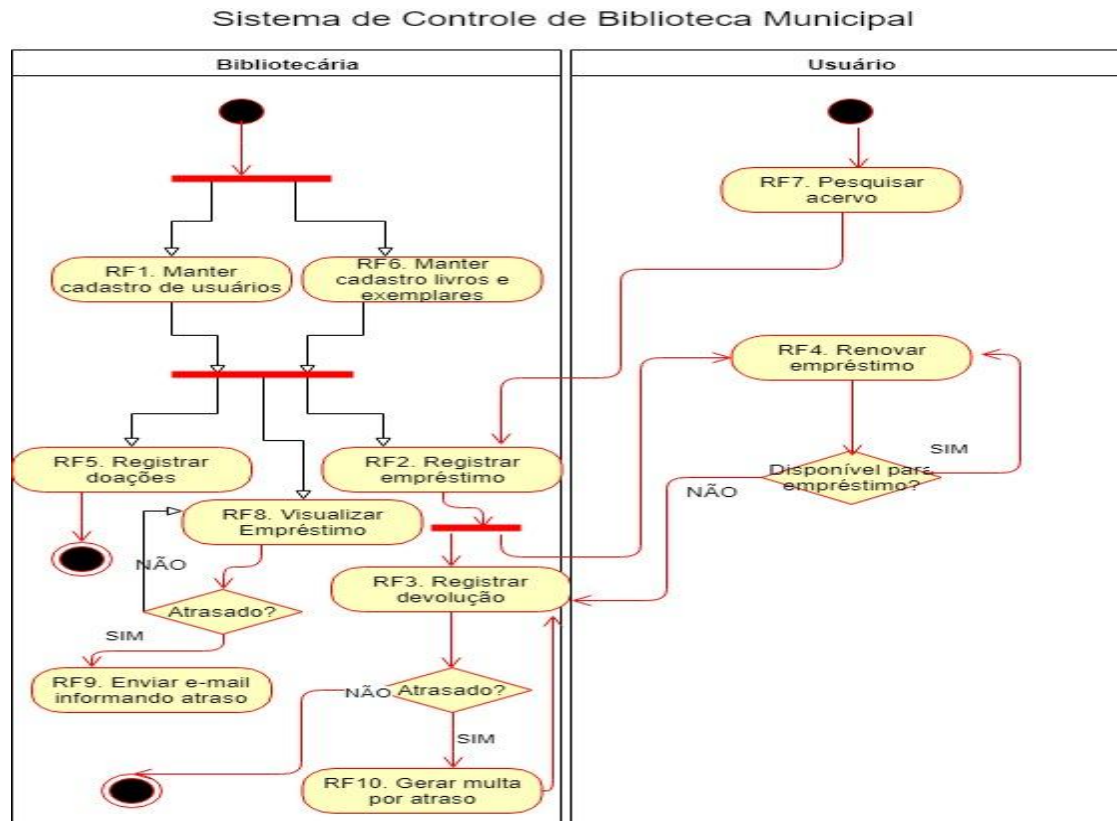 Sistema de Controle de Biblioteca Municipal
Bibliotecária
Usuário
RF7. Pesquisar
acervo
RF1. Manter
cadastro de usuários
RF6. Manter
cadastro livros e
exemplares
RF4. Renovar
empréstimo
SIM
Disponível para
empréstimo?
NÃO
RF5. Registrar
doações
RF2. Registrar
empréstimo
RF8. Visualizar
Empréstimo
NÃO
Atrasado?
SIM
RF3. Registrar
devolução
RF9. Enviar e-mail
informando atraso
NÃO
Atrasado?
SIM
RF10. Gerar multa
por atraso